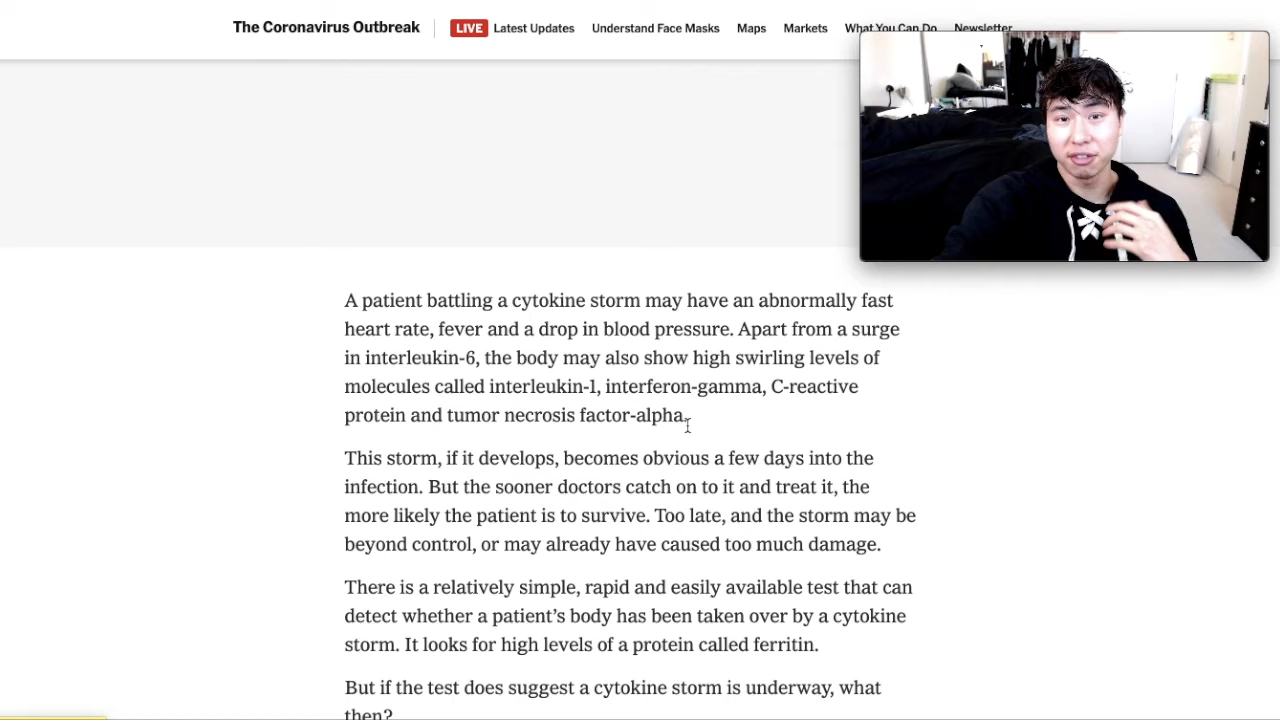 The Coronavirus Outbreak
LIVE Latest Updates Understand Face Masks Maps Markets What You Can Do Newsletter
A patient battling a cytokine storm may have an abnormally fast
heart rate, fever and a drop in blood pressure. Apart from a surge
in interleukin-6, the body may also show high swirling levels of
molecules called interleukin-1, interferon-gamma, C-reactive
protein and tumor necrosis factor-alpha.
This storm, if it develops, becomes obvious a few days into the
infection. But the sooner doctors catch on to it and treat it, the
more likely the patient is to survive. Too late, and the storm may be
beyond control, or may already have caused too much damage.
There is a relatively simple, rapid and easily available test that can
detect whether a patient’s body has been taken over by a cytokine
storm. It looks for high levels of a protein called ferritin.
But if the test does suggest a cytokine storm is underway, what
then?